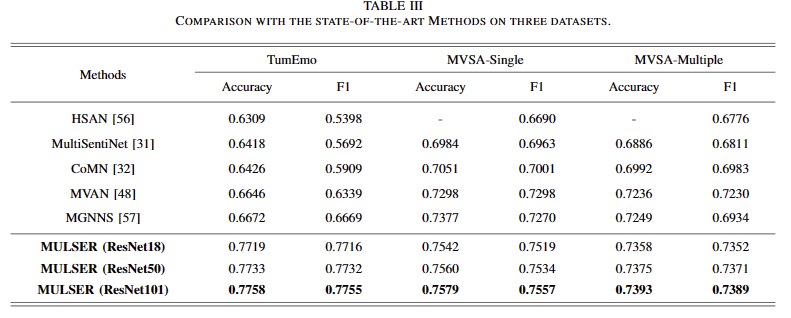 TABLE III
COMPARISON WITH THE STATE-OF-THE-ART METHODS ON THREE DATASETS.
Methods TumEmo MVSA-Single MVSA-Multiple
Accuracy F1 Accuracy F1 Accuracy F1
HSAN [56] 0.6309 0.5398 - 0.6690 - 0.6776
MultiSentiNet [31] 0.6418 0.5692 0.6984 0.6963 0.6886 0.6811
CoMN [32] 0.6426 0.5909 0.7051 0.7001 0.6992 0.6983
MVAN [48] 0.6646 0.6339 0.7298 0.7298 0.7236 0.7230
MGNNS [57] 0.6672 0.6669 0.7377 0.7270 0.7249 0.6934
MULSER (ResNet18) 0.7719 0.7716 0.7542 0.7519 0.7358 0.7352
MULSER (ResNet50) 0.7733 0.7732 0.7560 0.7534 0.7375 0.7371
MULSER (ResNet101) 0.7758 0.7755 0.7579 0.7557 0.7393 0.7389